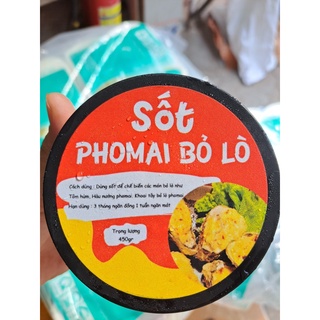 Sốt
PHOMAI BỎ LÒ
Cách dùng : Dùng sốt để chế biến các món bỏ lò như
Tôm hùm, Hàu nướng phomai, Khoai tây bỏ lò phomai
Hạn dùng : 3 tháng ngăn đông 1 tuần ngăn mát
Trọng lượng
450gr